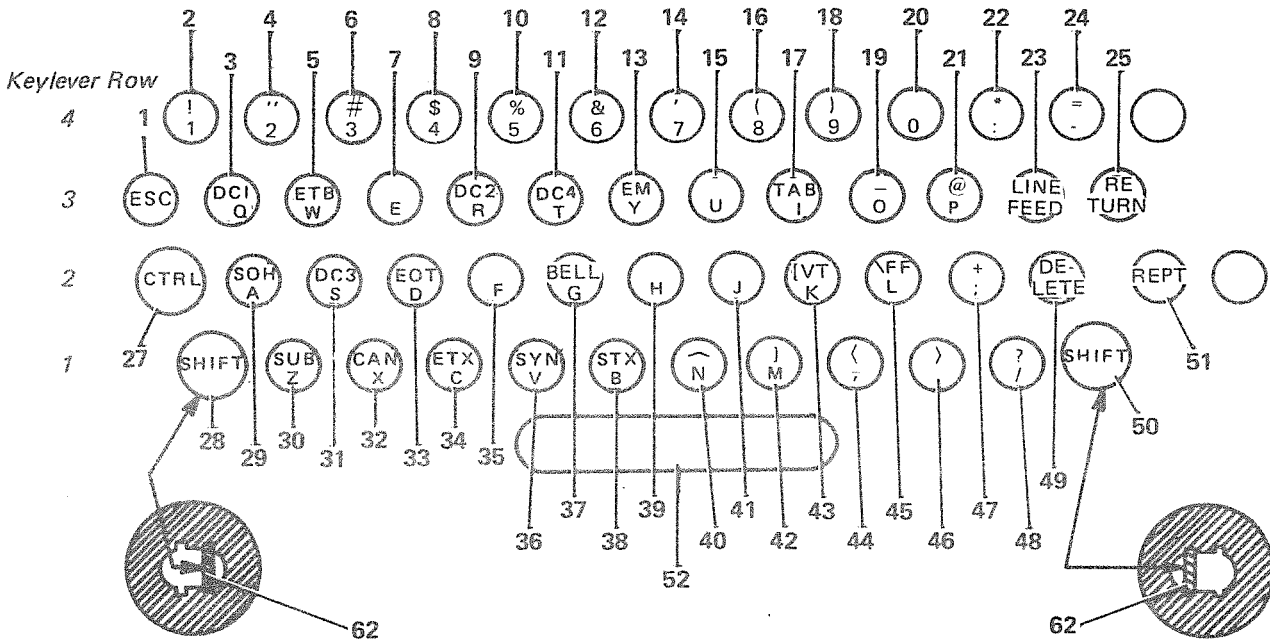 2 4 6 8 10 12 14 16 18 20 22 24
Keylever Row 3 5 7 9 11 13 15 17 19 21 23 25
4 1 ! 1 " 2 # 3 $ 4 % 5 & 6 ' 7 ( 8 ) 9 0 * : = -
3 ESC DC1 Q ETB W E DC2 R DC4 T EM Y U TAB I _ O @ P LINE FEED RE TURN
2 CTRL SOH A DC3 S EOT D F BELL G H J [VT K \FF L + ; DE- LETE REPT
27 51
1 SHIFT SUB Z CAN X ETX C SYN V STX B ⌒ N ] M < , > . ? / SHIFT
28 30 32 34 50
29 31 33 35 49
37 39 41 43 45 47
36 38 40 42 44 46 48
52
62 62